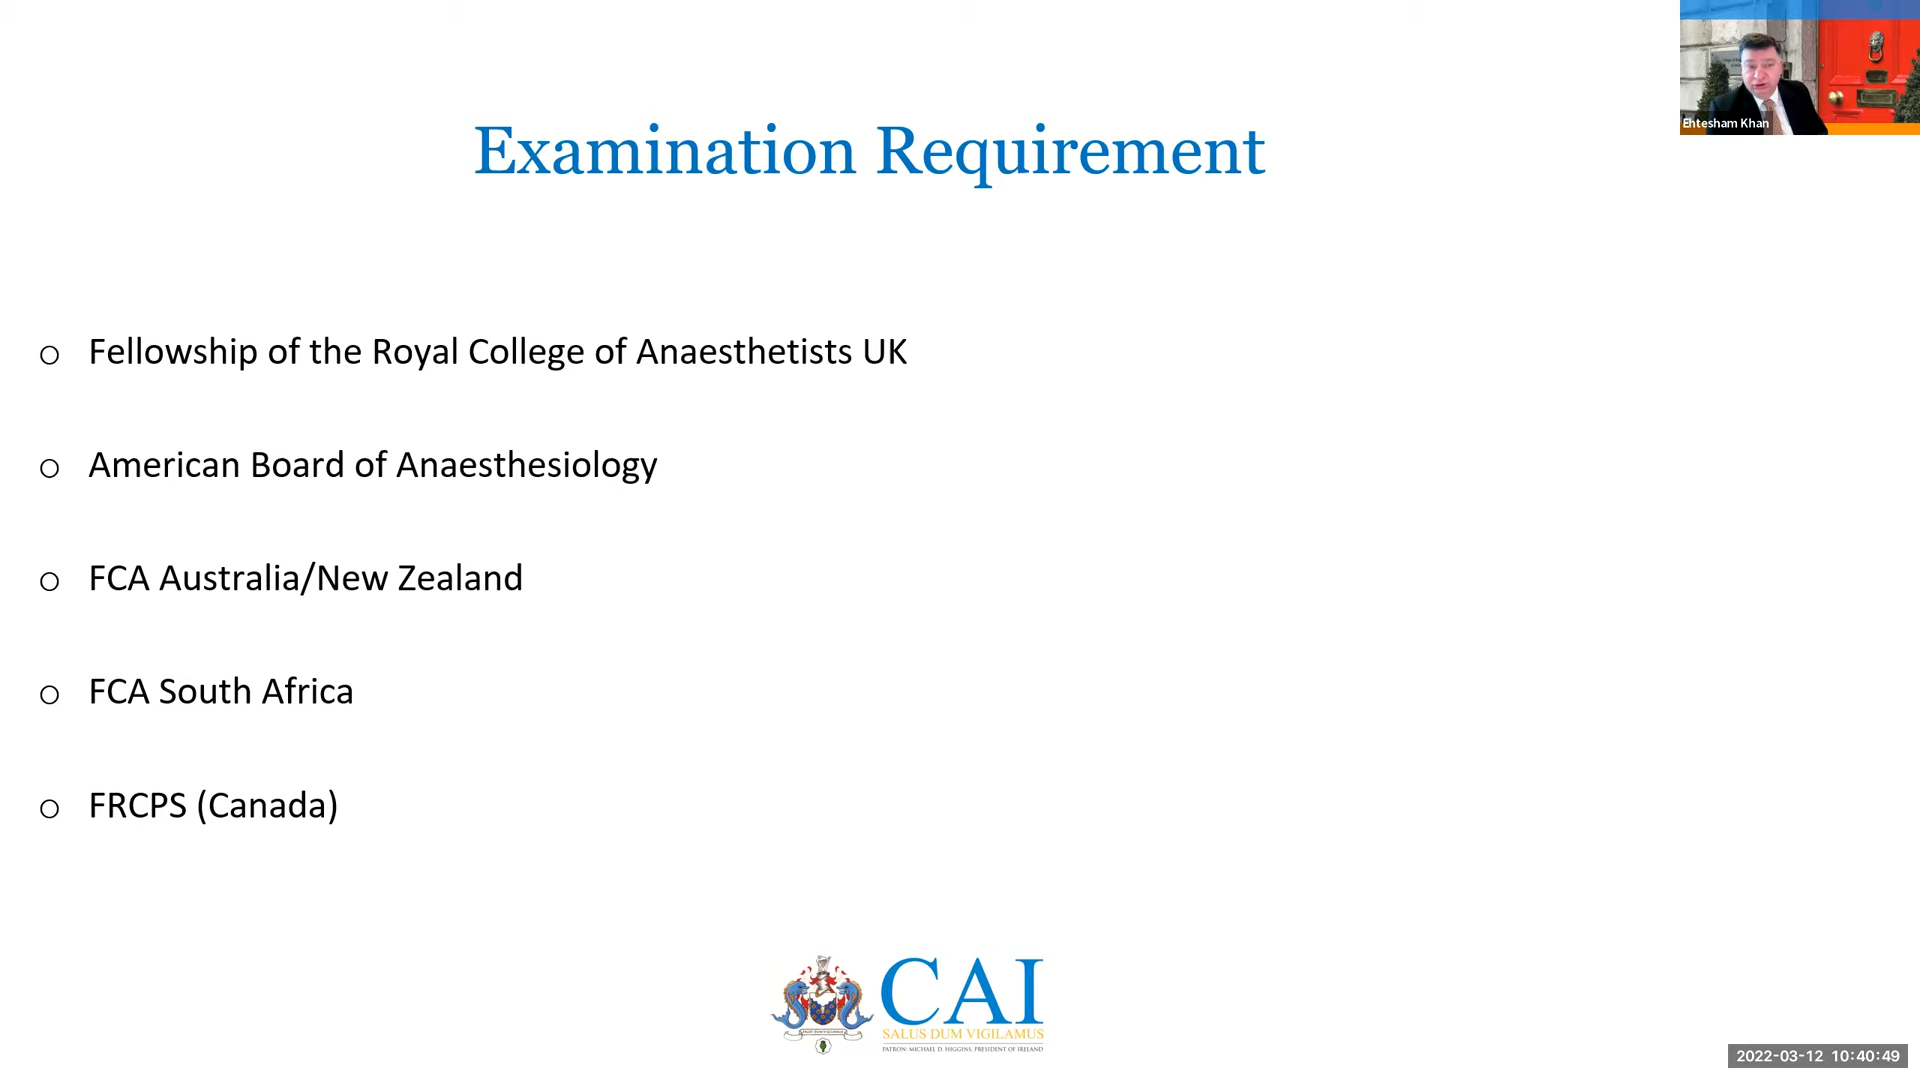 Examination Requirement
Ehtesham Khan
Fellowship of the Royal College of Anaesthetists UK
American Board of Anaesthesiology
FCA Australia/New Zealand
FCA South Africa
FRCPS (Canada)
CAI
SALUS DUM VIGILAMUS
PATRON: MICHAEL D. HIGGINS, PRESIDENT OF IRELAND
2022-03-12 10:40:49